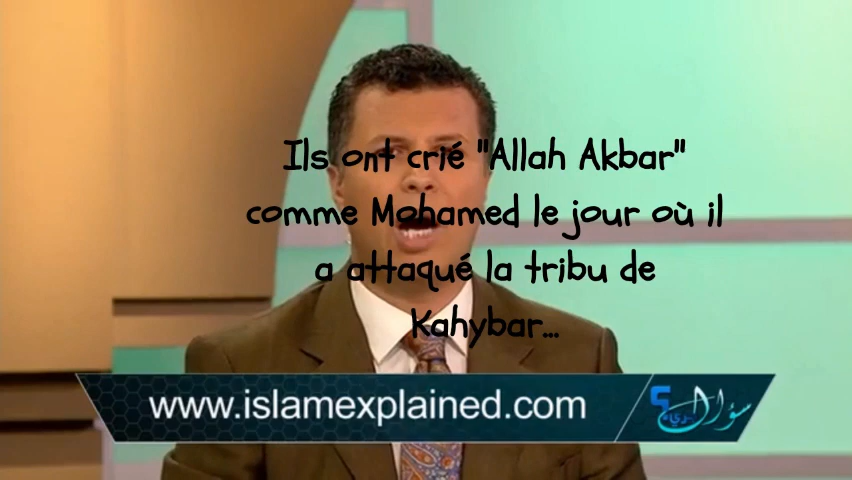 Ils ont crié "Allah Akbar"
comme Mohamed le jour où il
a attaqué la tribu de
Kahybar...
www.islamexplained.com
سؤال جريء